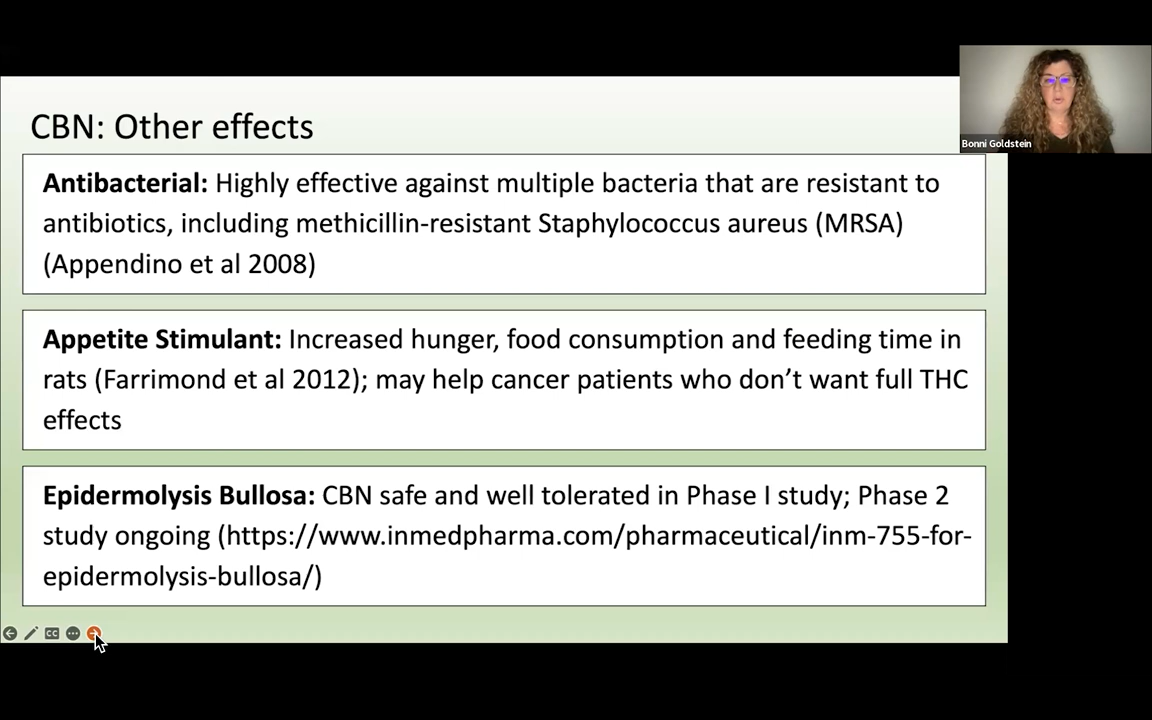 CBN: Other effects
Bonni Goldstein
Antibacterial: Highly effective against multiple bacteria that are resistant to
antibiotics, including methicillin-resistant Staphylococcus aureus (MRSA)
(Appendino et al 2008)
Appetite Stimulant: Increased hunger, food consumption and feeding time in
rats (Farrimond et al 2012); may help cancer patients who don’t want full THC
effects
Epidermolysis Bullosa: CBN safe and well tolerated in Phase I study; Phase 2
study ongoing (https://www.inmedpharma.com/pharmaceutical/inm-755-for-
epidermolysis-bullosa/)
CC